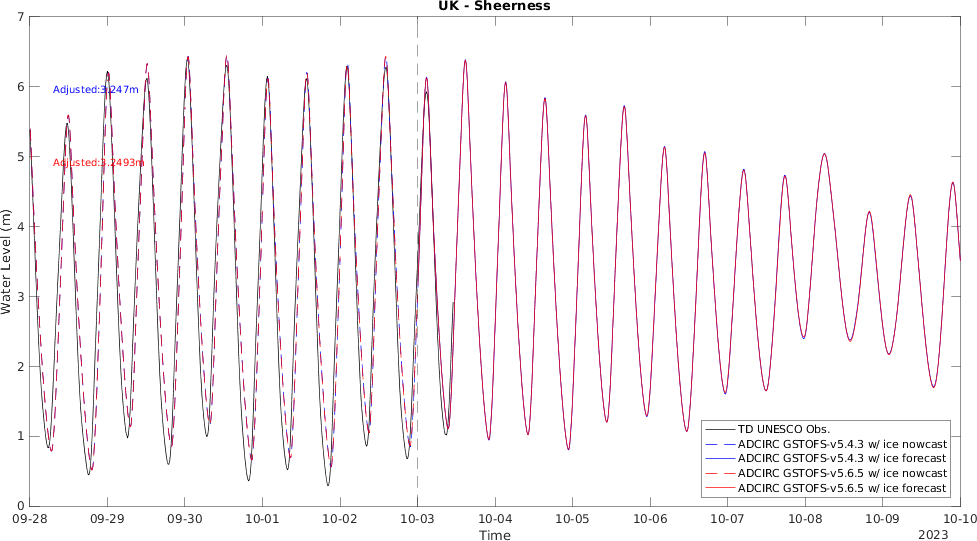 UK - Sheerness
7
6
5
4
3
2
1
0
Water Level (m)
Adjusted:3.247m
Adjusted:3.2493m
TD UNESCO Obs.
ADCIRC GSTOFS-v5.4.3 w/ ice nowcast
ADCIRC GSTOFS-v5.4.3 w/ ice forecast
ADCIRC GSTOFS-v5.6.5 w/ ice nowcast
ADCIRC GSTOFS-v5.6.5 w/ ice forecast
09-28 09-29 09-30 10-01 10-02 10-03 10-04 10-05 10-06 10-07 10-08 10-09 10-10
Time
2023